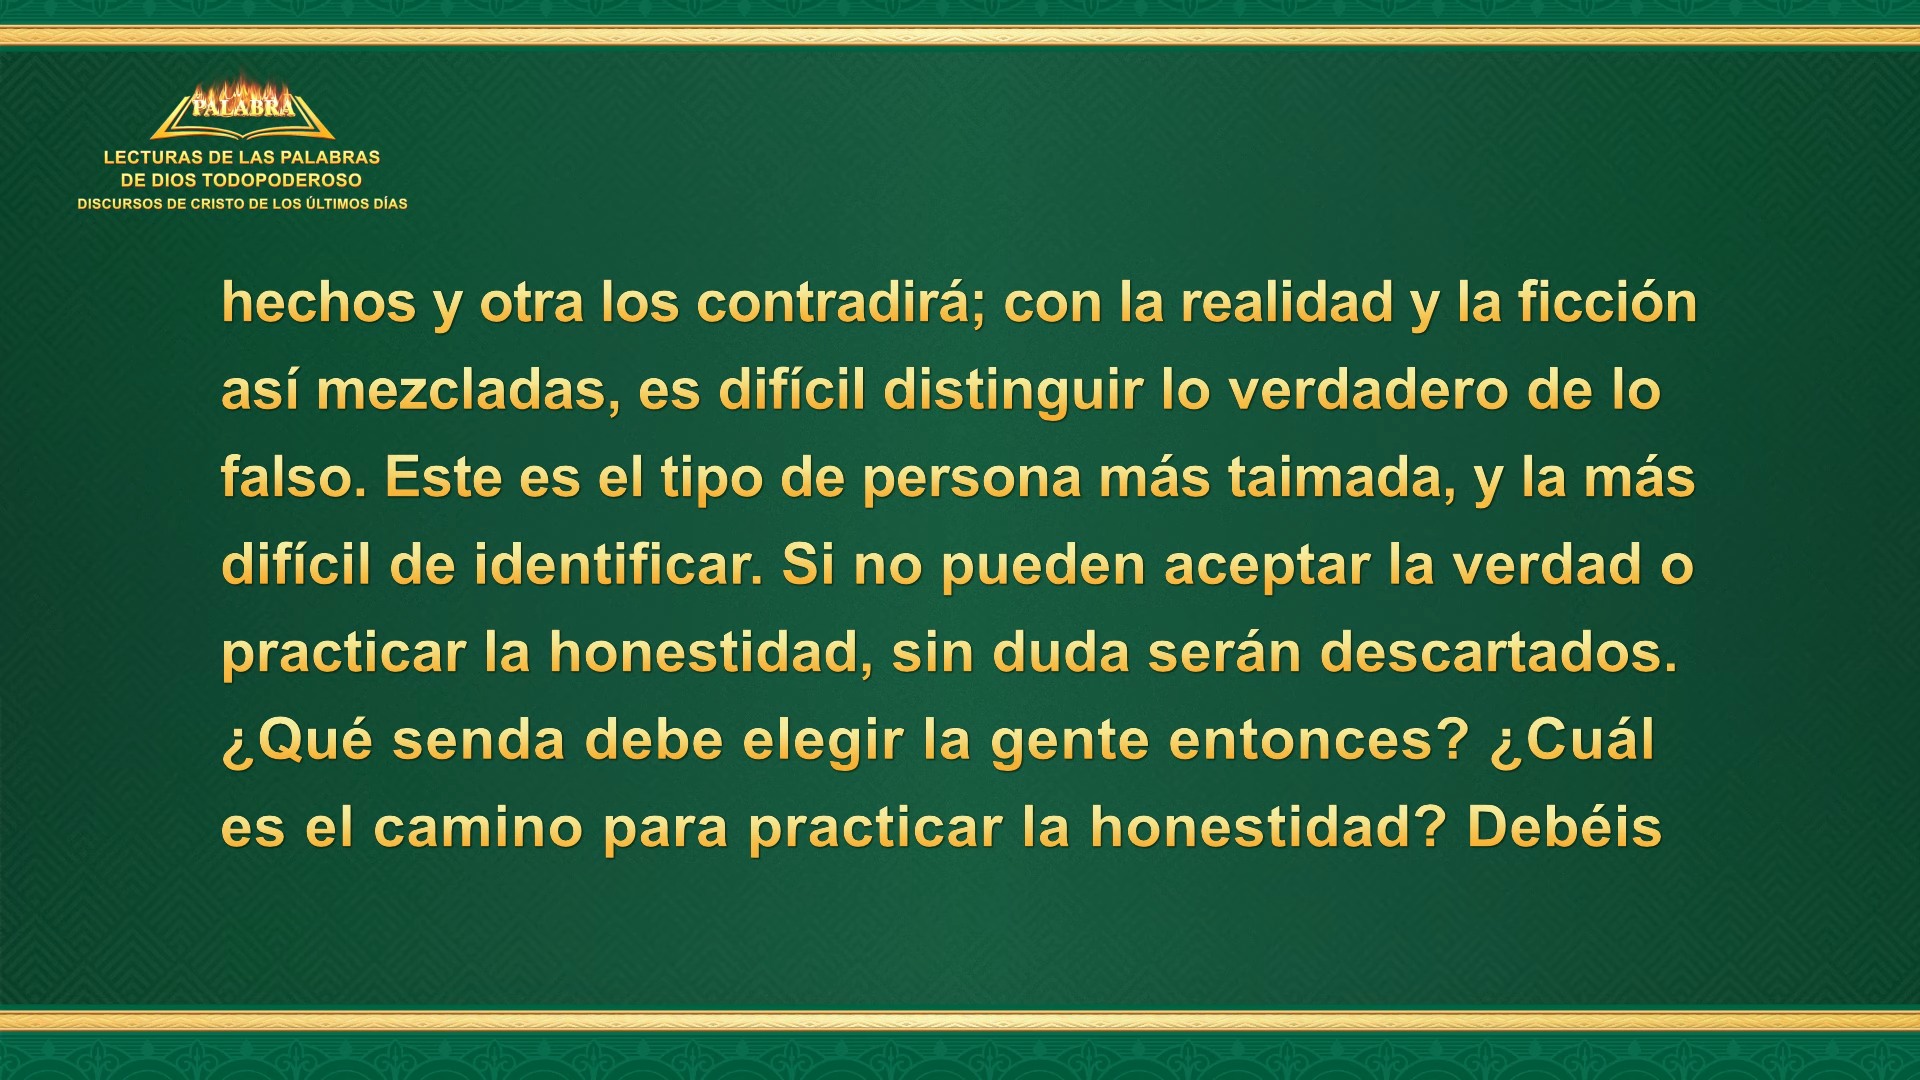 PALABRA
LECTURAS DE LAS PALABRAS
DE DIOS TODOPODEROSO
DISCURSOS DE CRISTO DE LOS ÚLTIMOS DÍAS
hechos y otra los contradirá; con la realidad y la ficción
así mezcladas, es difícil distinguir lo verdadero de lo
falso. Este es el tipo de persona más taimada, y la más
difícil de identificar. Si no pueden aceptar la verdad o
practicar la honestidad, sin duda serán descartados.
¿Qué senda debe elegir la gente entonces? ¿Cuál
es el camino para practicar la honestidad? Debéis